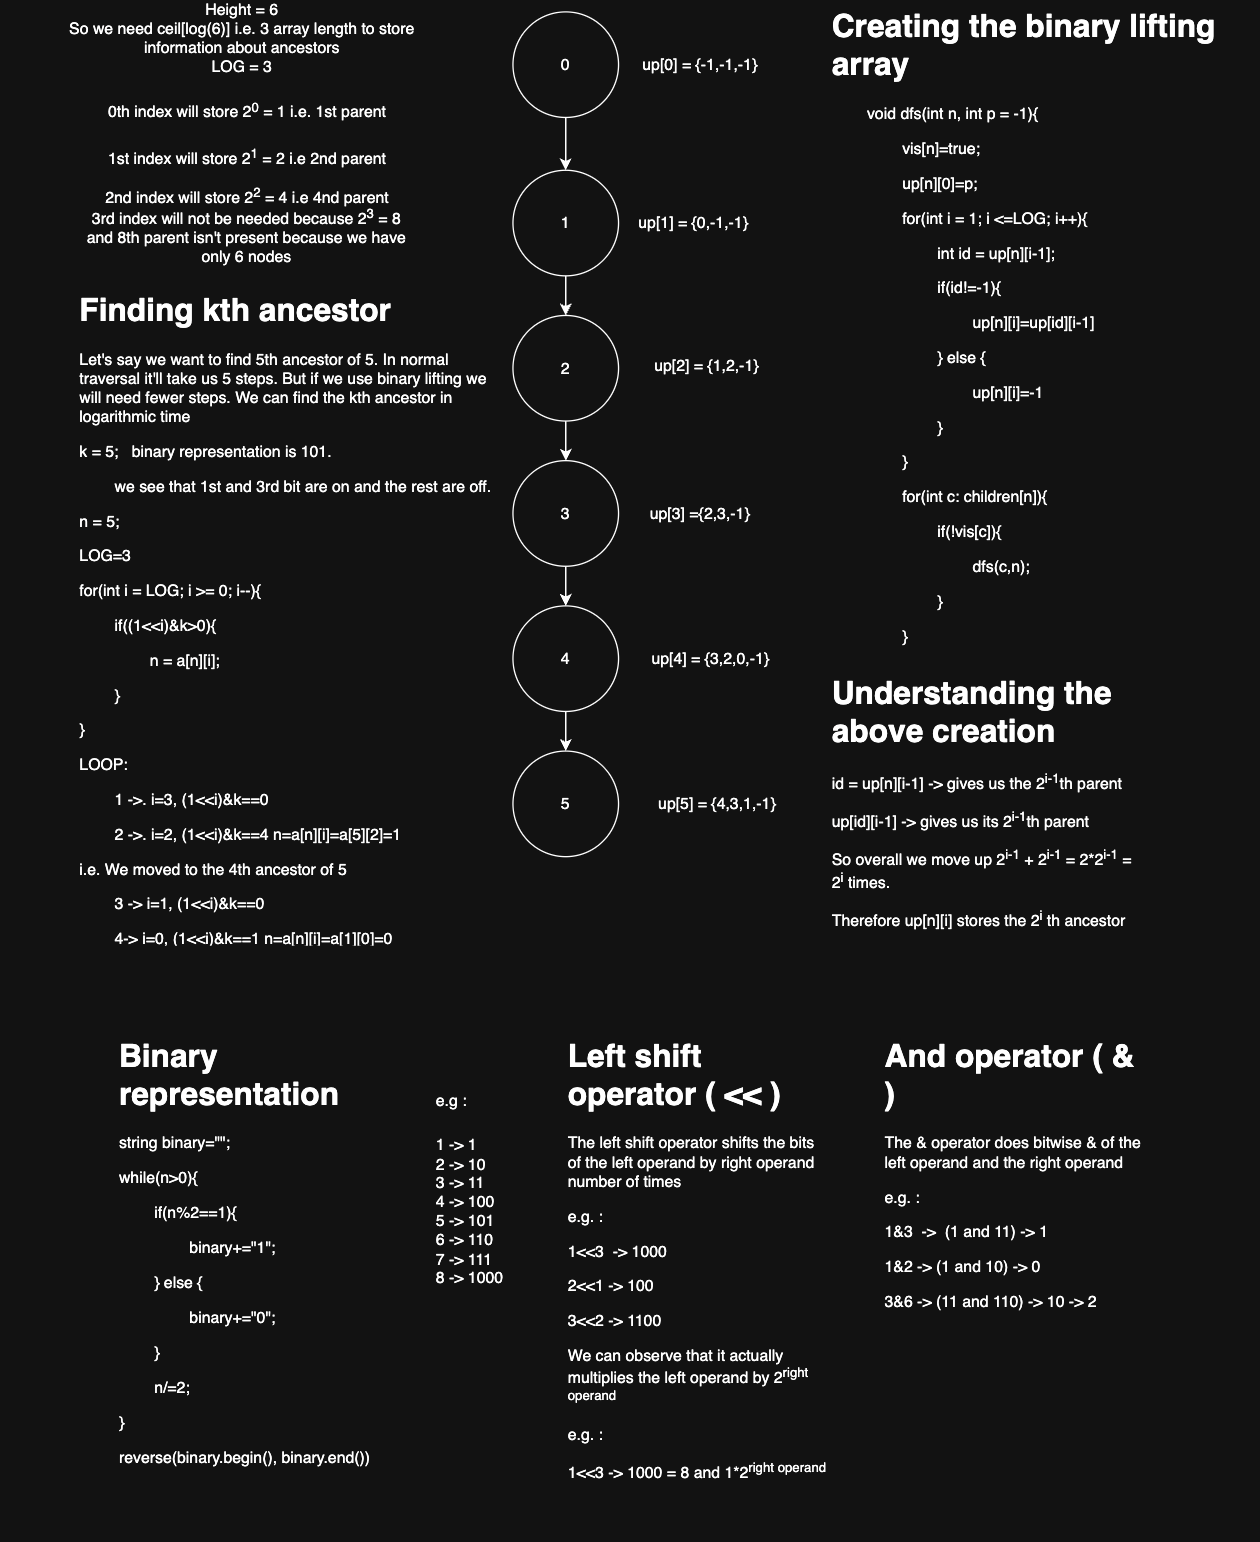 Height = 6
So we need ceil[log(6)] i.e. 3 array length to store
information about ancestors
LOG = 3
0th index will store 2^0 = 1 i.e. 1st parent
1st index will store 2^1 = 2 i.e 2nd parent
2nd index will store 2^2 = 4 i.e 4nd parent
3rd index will not be needed because 2^3 = 8
and 8th parent isn't present because we have
only 6 nodes
Finding kth ancestor
Let's say we want to find 5th ancestor of 5. In normal
traversal it'll take us 5 steps. But if we use binary lifting we
will need fewer steps. We can find the kth ancestor in
logarithmic time
k = 5;   binary representation is 101.
we see that 1st and 3rd bit are on and the rest are off.
n = 5;
LOG=3
for(int i = LOG; i >= 0; i--){
if((1<<i)&k>0){
n = a[n][i];
}
}
LOOP:
1 ->. i=3, (1<<i)&k==0
2 ->. i=2, (1<<i)&k==4 n=a[n][i]=a[5][2]=1
i.e. We moved to the 4th ancestor of 5
3 -> i=1, (1<<i)&k==0
4-> i=0, (1<<i)&k==1 n=a[n][i]=a[1][0]=0
0
up[0] = {-1,-1,-1}
1
up[1] = {0,-1,-1}
2
up[2] = {1,2,-1}
3
up[3] ={2,3,-1}
4
up[4] = {3,2,0,-1}
5
up[5] = {4,3,1,-1}
Creating the binary lifting
array
void dfs(int n, int p = -1){
vis[n]=true;
up[n][0]=p;
for(int i = 1; i <=LOG; i++){
int id = up[n][i-1];
if(id!=-1){
up[n][i]=up[id][i-1]
} else {
up[n][i]=-1
}
}
for(int c: children[n]){
if(!vis[c]){
dfs(c,n);
}
}
Understanding the
above creation
id = up[n][i-1] -> gives us the 2^i-1th parent
up[id][i-1] -> gives us its 2^i-1th parent
So overall we move up 2^i-1 + 2^i-1 = 2*2^i-1 =
2^i times.
Therefore up[n][i] stores the 2^i th ancestor
Binary
representation
string binary="";
while(n>0){
if(n%2==1){
binary+="1";
} else {
binary+="0";
}
n/=2;
}
reverse(binary.begin(), binary.end())
e.g :
1 -> 1
2 -> 10
3 -> 11
4 -> 100
5 -> 101
6 -> 110
7 -> 111
8 -> 1000
Left shift
operator ( << )
The left shift operator shifts the bits
of the left operand by right operand
number of times
e.g. :
1<<3  -> 1000
2<<1 -> 100
3<<2 -> 1100
We can observe that it actually
multiplies the left operand by 2^right
operand
e.g. :
1<<3 -> 1000 = 8 and 1*2^right operand
And operator ( &
)
The & operator does bitwise & of the
left operand and the right operand
e.g. :
1&3  ->  (1 and 11) -> 1
1&2 -> (1 and 10) -> 0
3&6 -> (11 and 110) -> 10 -> 2